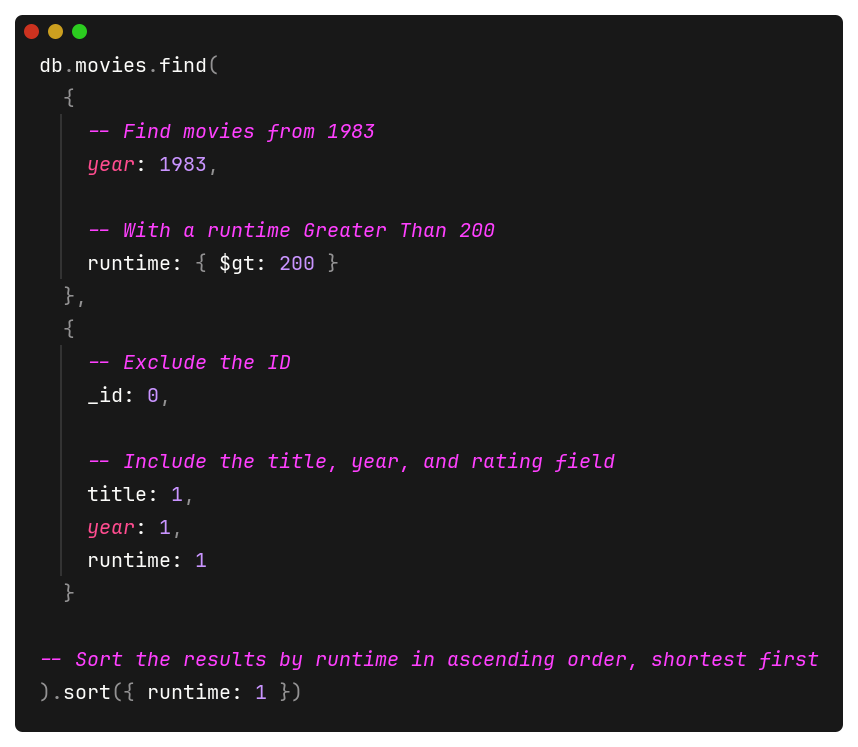 db.movies.find(
  {
    -- Find movies from 1983
    year: 1983,

    -- With a runtime Greater Than 200
    runtime: { $gt: 200 }
  },
  {
    -- Exclude the ID
    _id: 0,

    -- Include the title, year, and rating field
    title: 1,
    year: 1,
    runtime: 1
  }

-- Sort the results by runtime in ascending order, shortest first
).sort({ runtime: 1 })